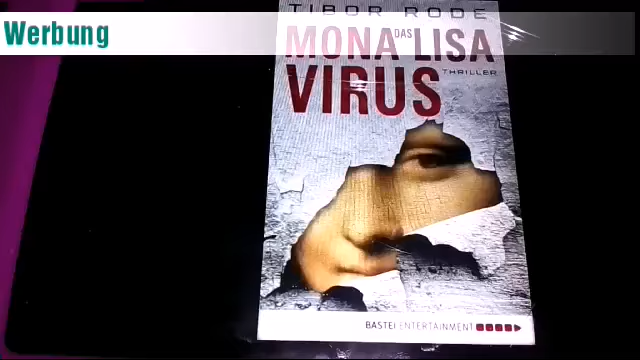 Werbung
TIBOR RODE
DAS
MONA LISA
THRILLER
VIRUS
BASTEI ENTERTAINMENT